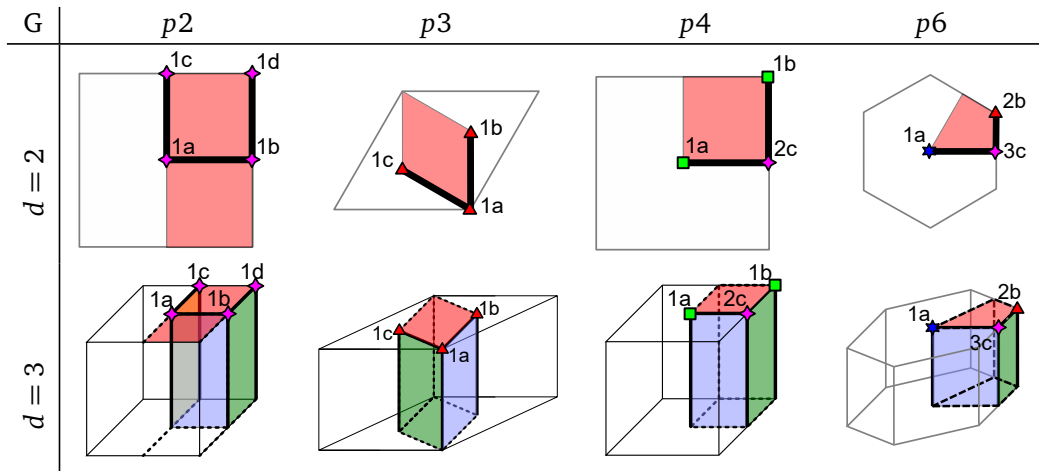 G p2 p3 p4 p6
d = 2
1c 1d
1a 1b
1b
1c
1a
1b
1a 2c
2b
1a
3c
d = 3
1c 1d
1a 1b
1b
1c
1a
1b
1a 2c
2b
1a
3c